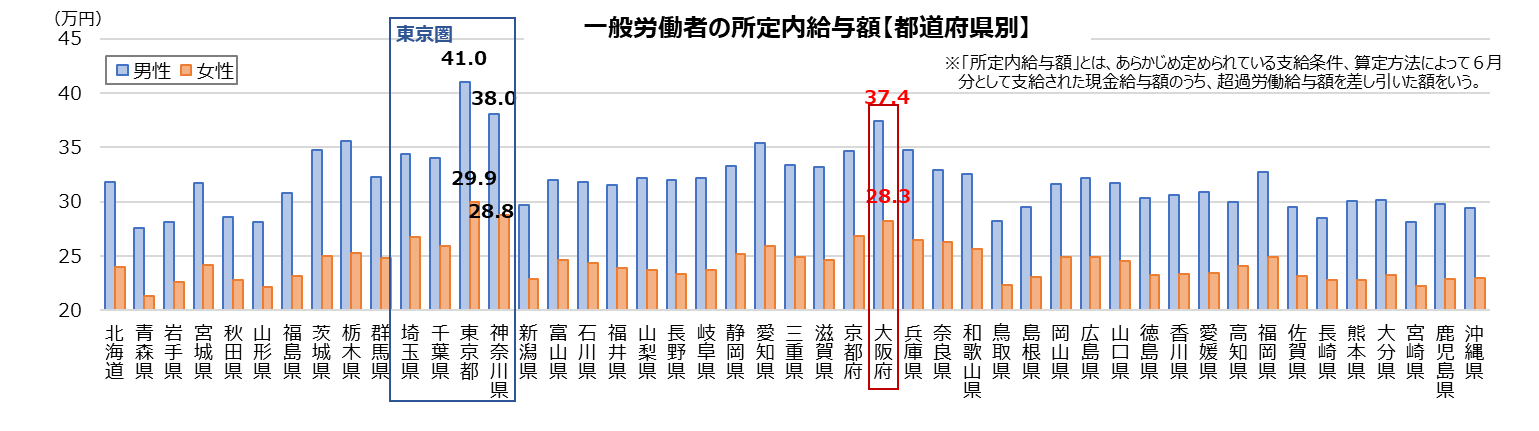 一般労働者の所定内給与額【都道府県別】
(万円)
45
40
35
30
25
20
男性 女性
東京圏
※「所定内給与額」とは、あらかじめ定められている支給条件、算定方法によって６月
分として支給された現金給与額のうち、超過労働給与額を差し引いた額をいう。
41.0
38.0
29.9
28.8
37.4
28.3
北海道
青森県
岩手県
宮城県
秋田県
山形県
福島県
茨城県
栃木県
群馬県
埼玉県
千葉県
東京都
神奈川県
新潟県
富山県
石川県
福井県
山梨県
長野県
岐阜県
静岡県
愛知県
三重県
滋賀県
京都府
大阪府
兵庫県
奈良県
和歌山県
鳥取県
島根県
岡山県
広島県
山口県
徳島県
香川県
愛媛県
高知県
福岡県
佐賀県
長崎県
熊本県
大分県
宮崎県
鹿児島県
沖縄県